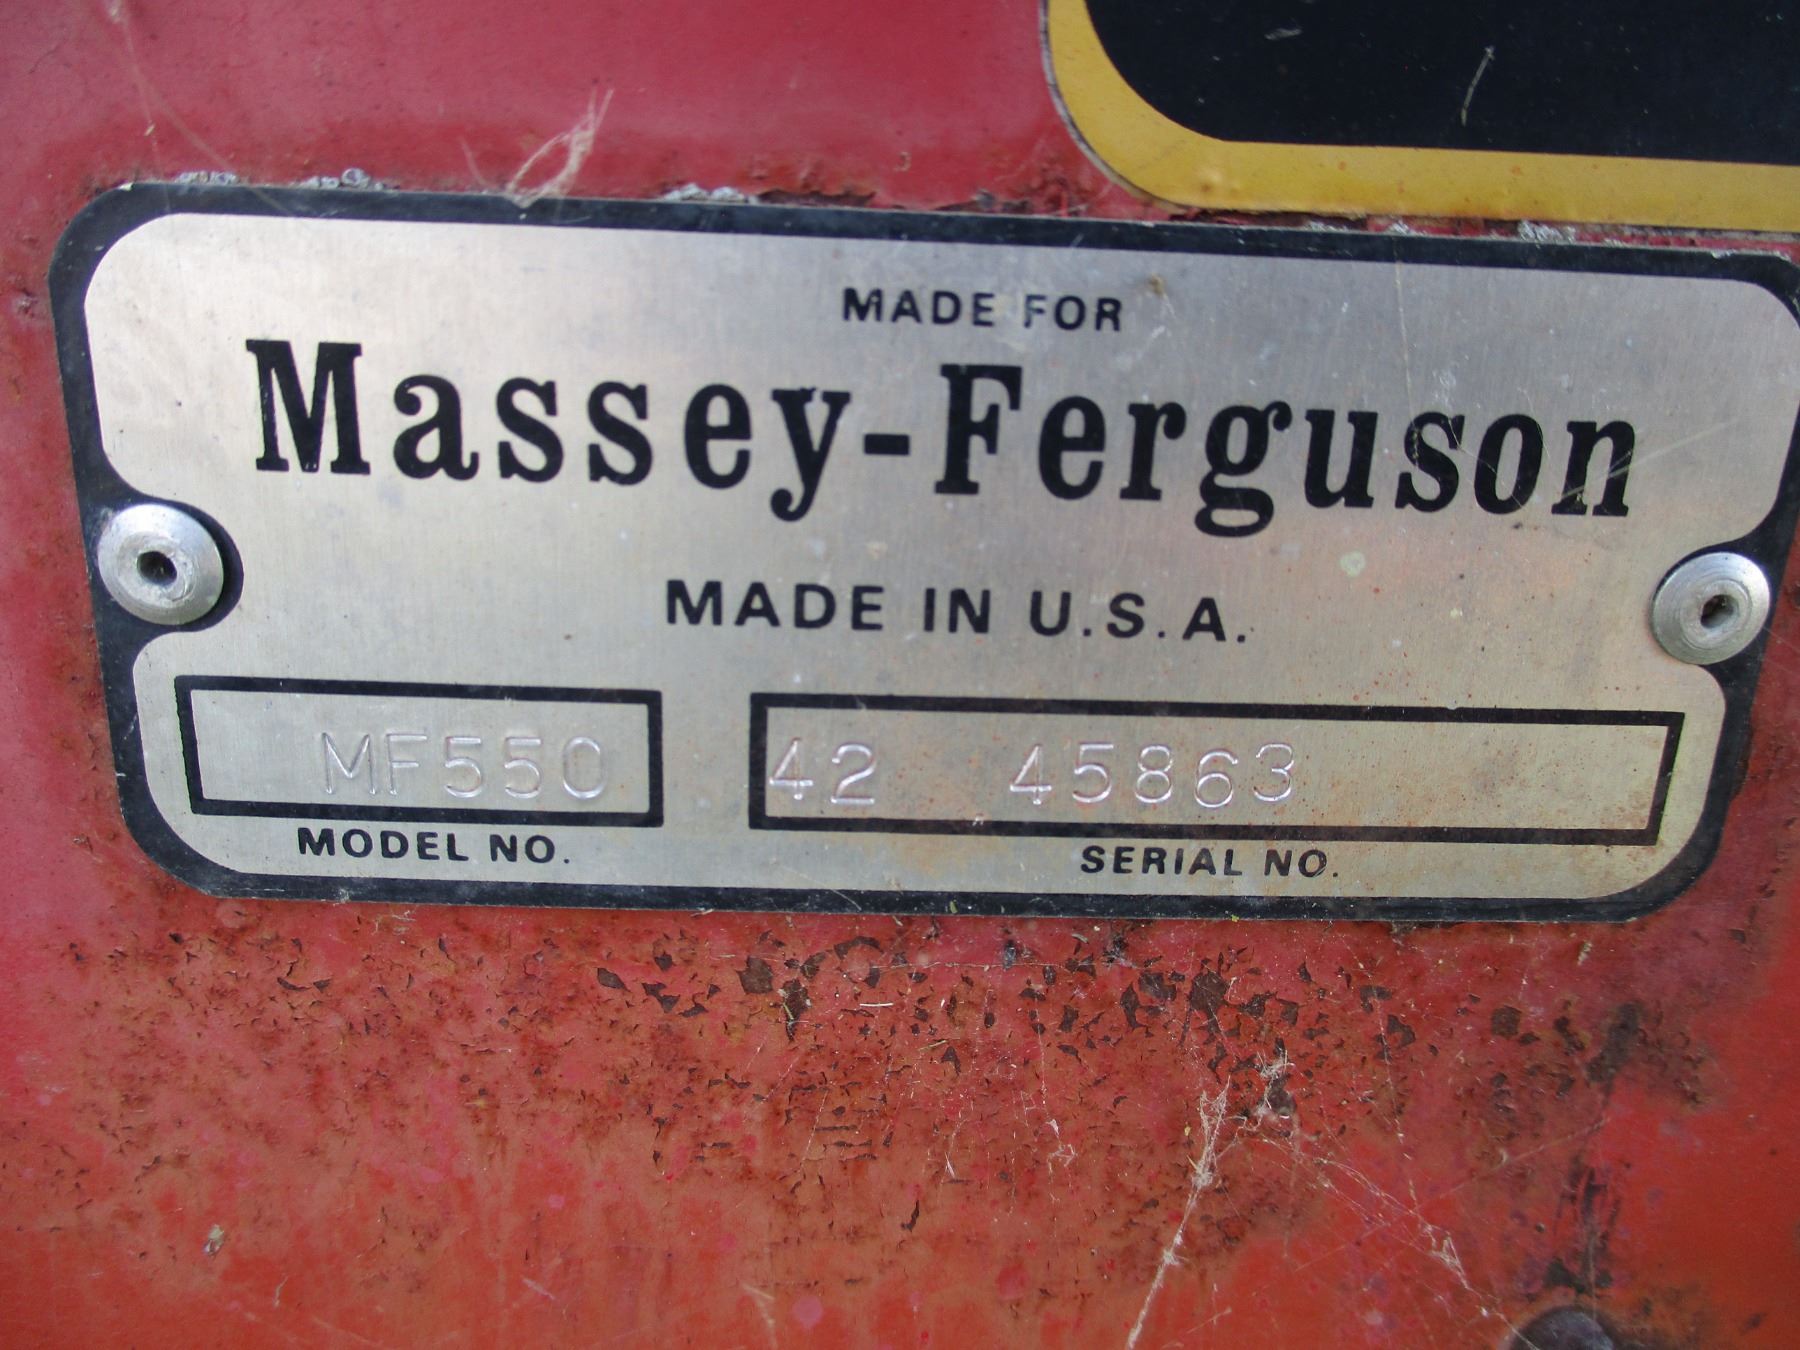 MADE FOR
Massey-Ferguson
MADE IN U.S.A.
MF550 42 45863
MODEL NO. SERIAL NO.